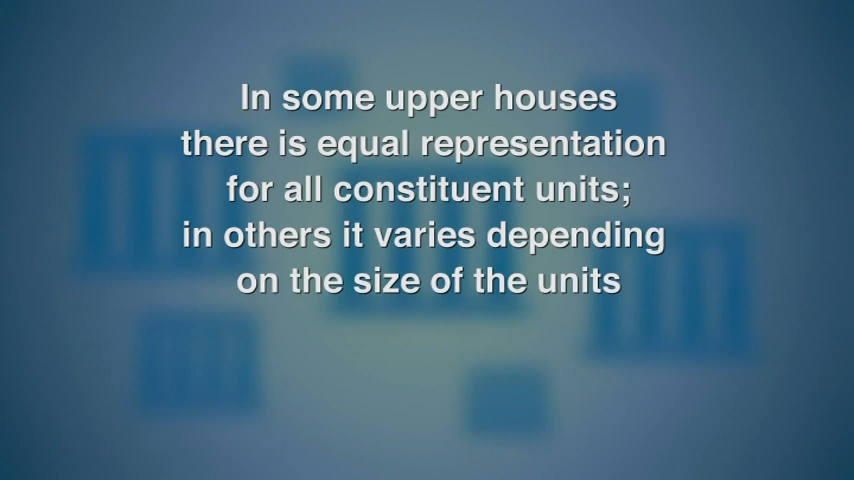 In some upper houses
there is equal representation
for all constituent units;
in others it varies depending
on the size of the units